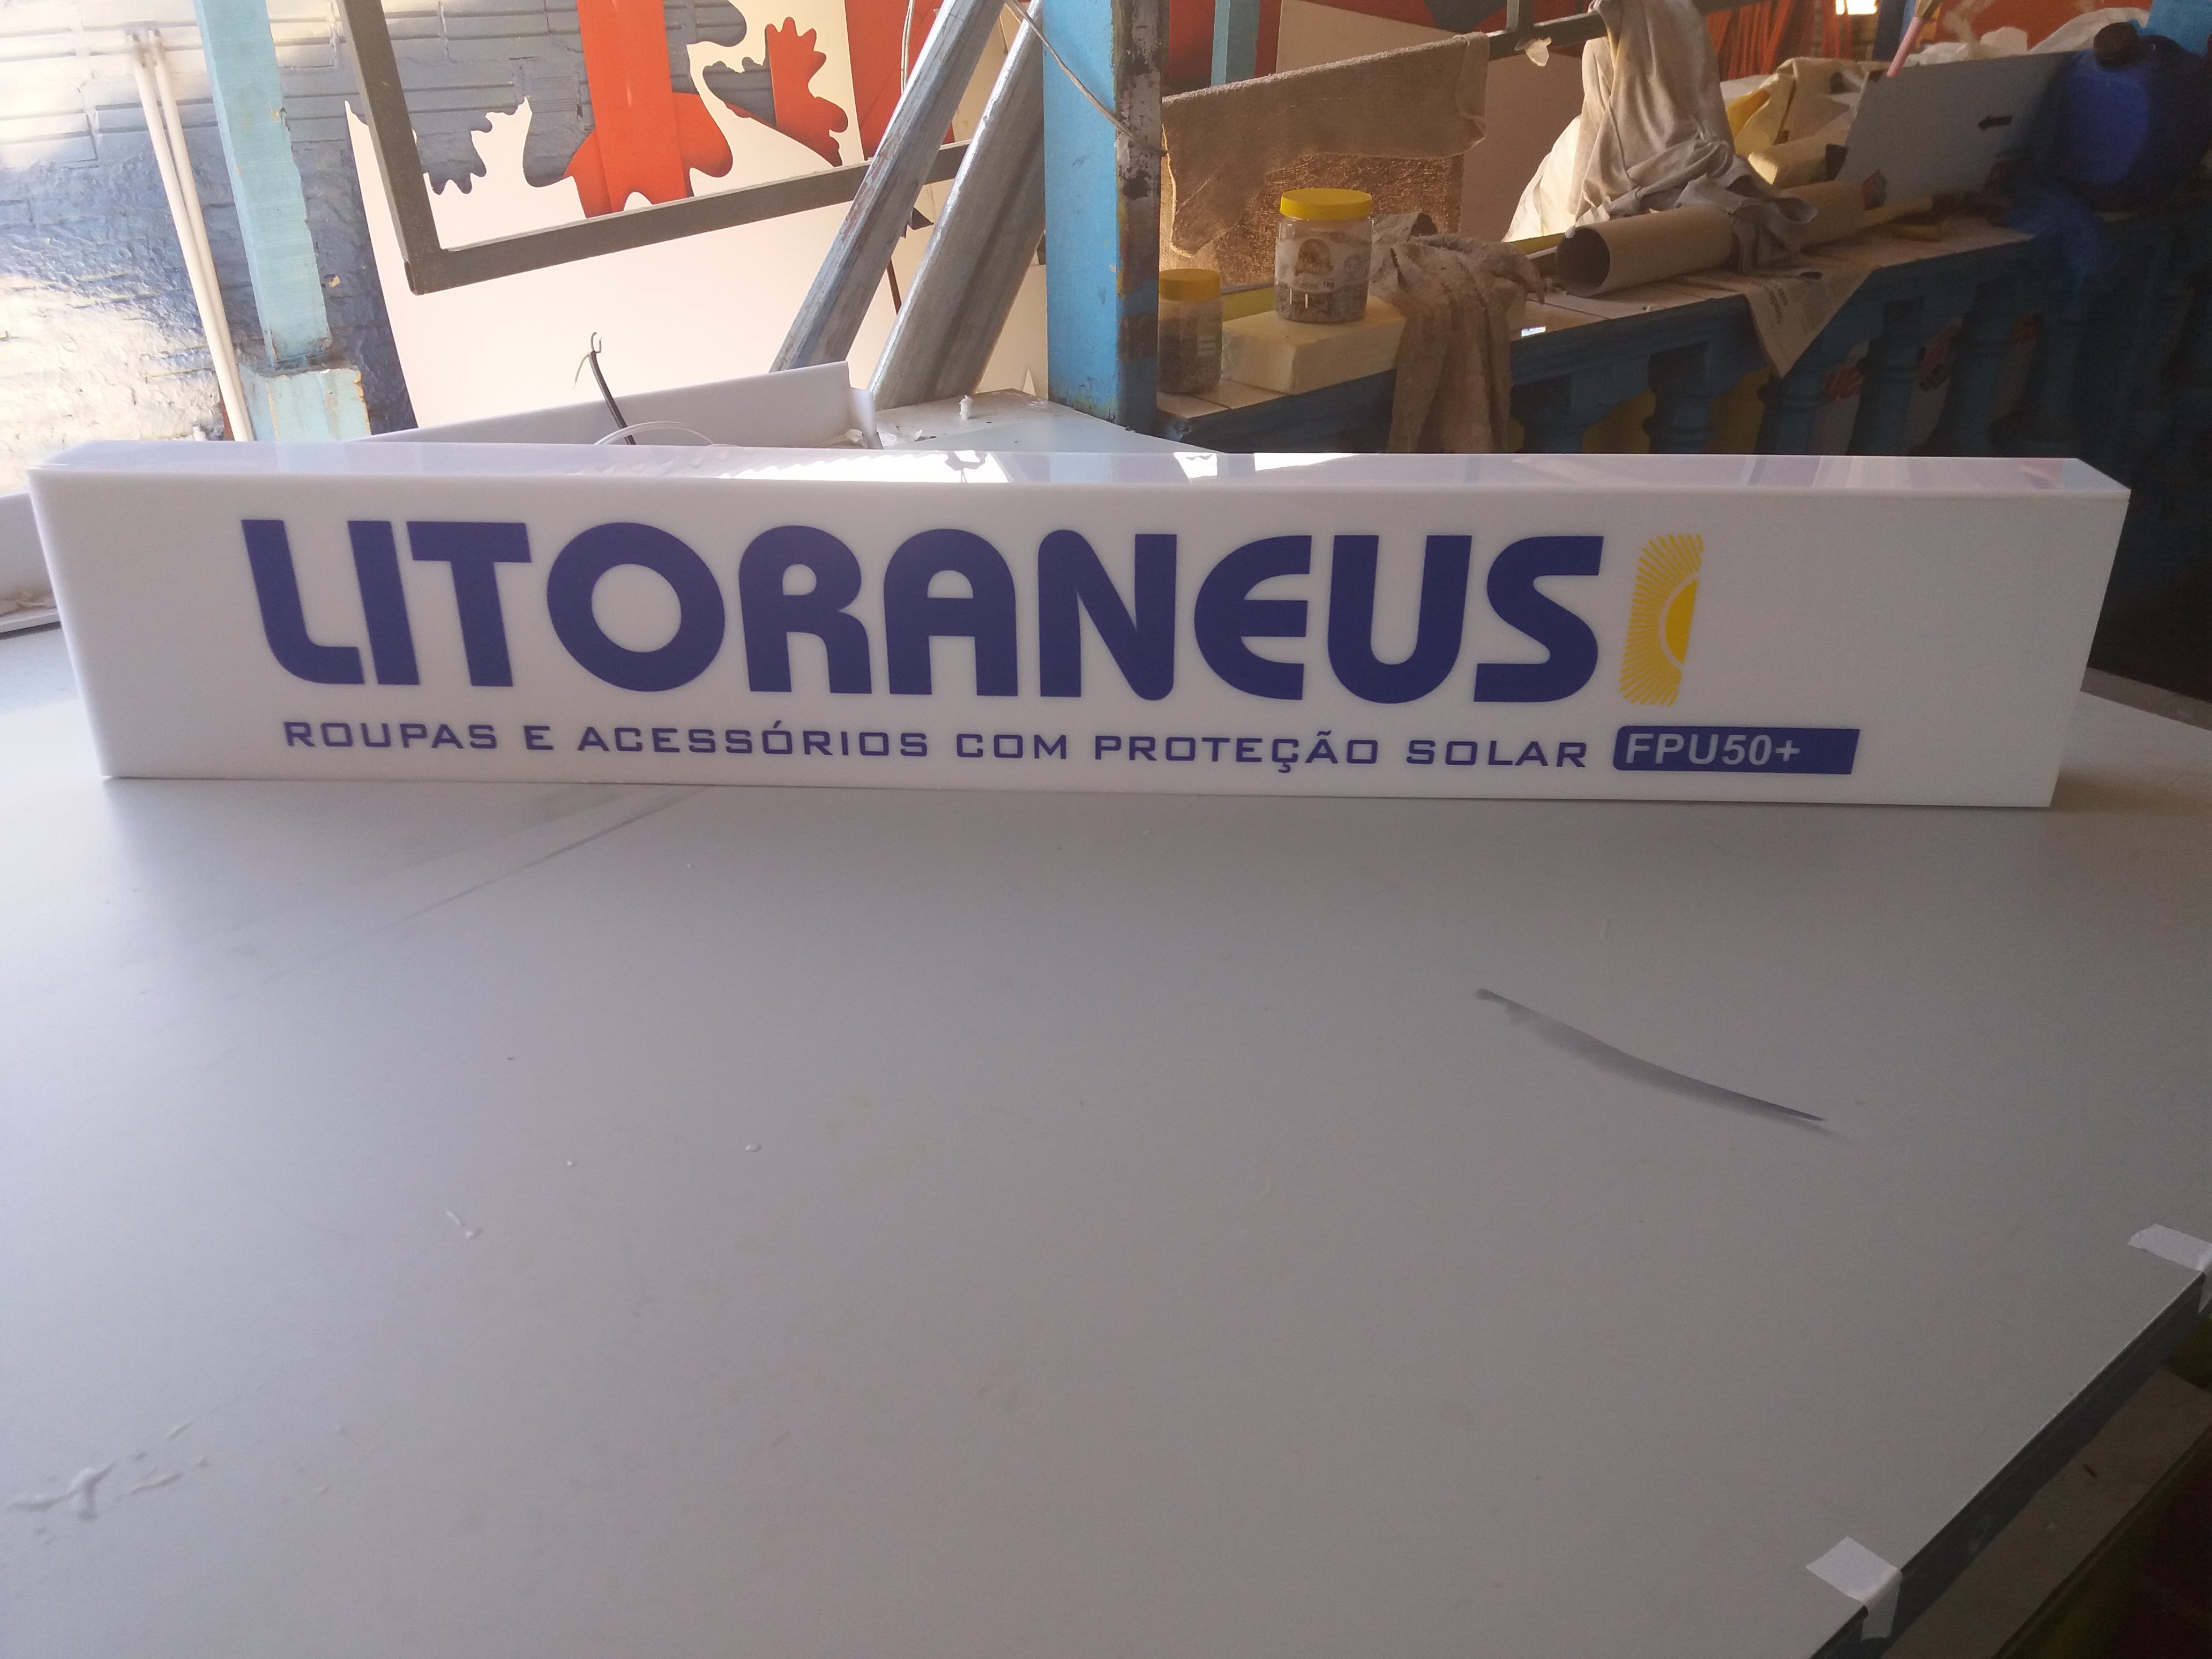 LITORANEUS
ROUPAS E ACESSÓRIOS COM PROTEÇÃO SOLAR FPU50+